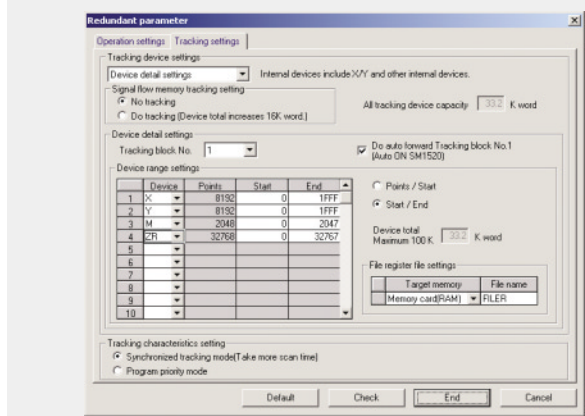 Redundant parameter
Operation settings Tracking settings
Tracking device settings
Device detail settings Internal devices include X/Y and other internal devices.
Signal flow memory tracking setting
No tracking
Do tracking (Device total increases 16K word.)
All tracking device capacity 33.2 K word
Device detail settings
Tracking block No. 1
Do auto forward Tracking block No.1
(Auto ON SM1520)
Device range settings
Device Points Start End
1 X 8192 0 1FFF
2 Y 8192 0 1FFF
3 M 2048 0 2047
4 ZR 32768 0 32767
5
6
7
8
9
10
Points / Start
Start / End
Device total
Maximum 100 K 33.2 K word
File register file settings
Target memory File name
Memory card(RAM) FILER
Tracking characteristics setting
Synchronized tracking mode(Take more scan time)
Program priority mode
Default Check End Cancel